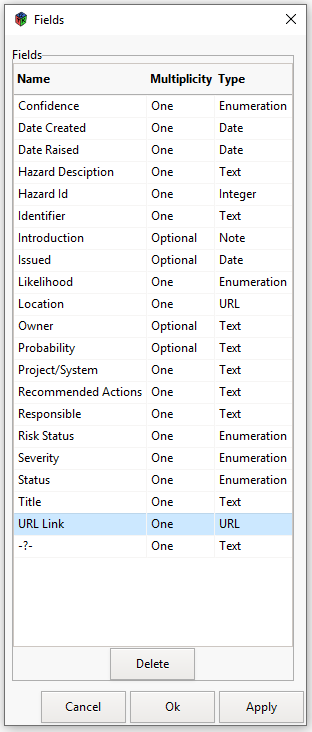 Fields
Fields
Name Multiplicity Type
Confidence One Enumeration
Date Created One Date
Date Raised One Date
Hazard Desciption One Text
Hazard Id One Integer
Identifier One Text
Introduction Optional Note
Issued Optional Date
Likelihood One Enumeration
Location One URL
Owner Optional Text
Probability Optional Text
Project/System One Text
Recommended Actions One Text
Responsible One Text
Risk Status One Enumeration
Severity One Enumeration
Status One Enumeration
Title One Text
URL Link One URL
-?- One Text
Delete
Cancel Ok Apply